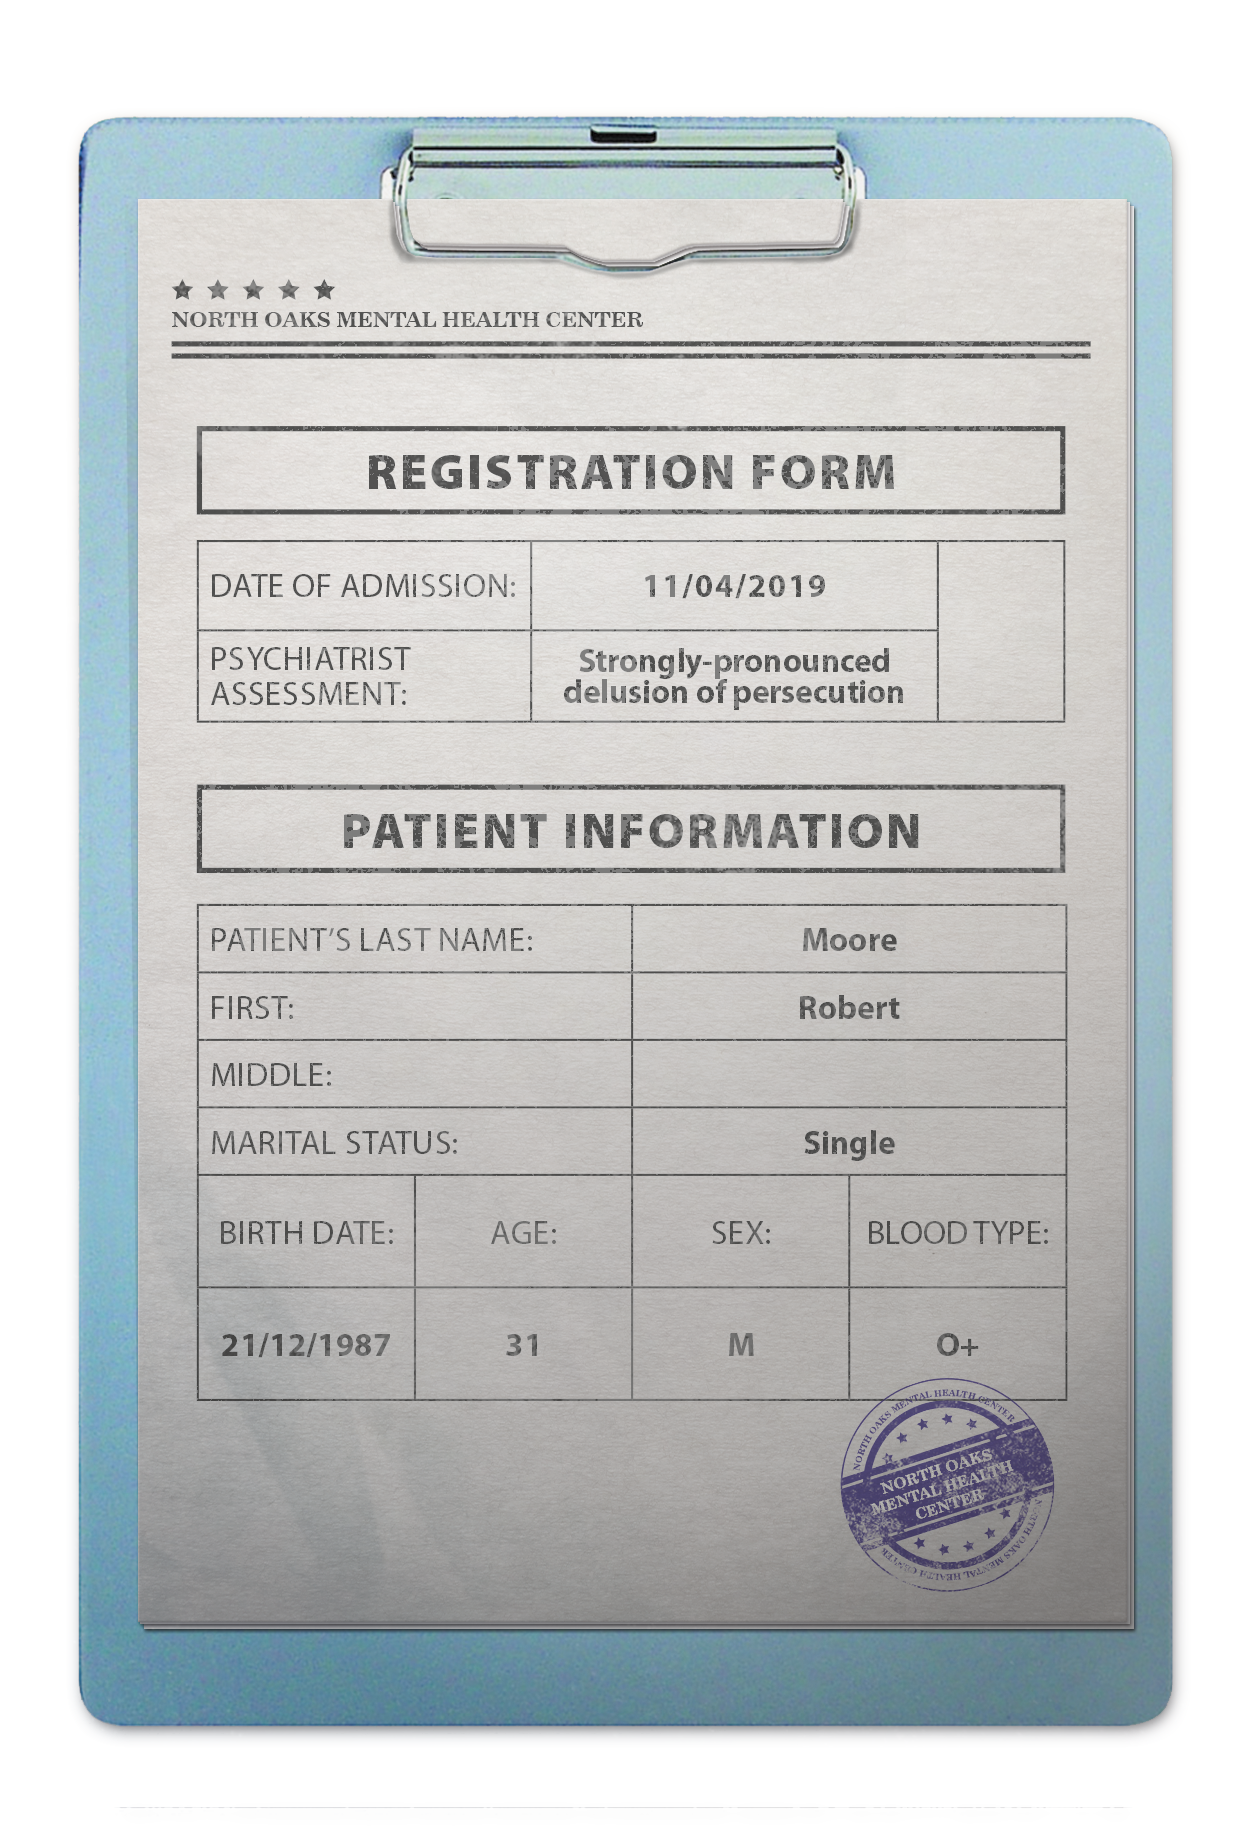 NORTH OAKS MENTAL HEALTH CENTER
REGISTRATION FORM
DATE OF ADMISSION:
11/04/2019
PSYCHIATRIST
ASSESSMENT:
Strongly-pronounced
delusion of persecution
PATIENT INFORMATION
PATIENT’S LAST NAME:
Moore
FIRST:
Robert
MIDDLE:
MARITAL STATUS:
Single
BIRTH DATE:
AGE:
SEX:
BLOOD TYPE:
21/12/1987
31
M
O+
NORTH OAKS MENTAL HEALTH CENTER
NORTH OAKS
MENTAL HEALTH
CENTER
NORTH OAKS MENTAL HEALTH CENTER